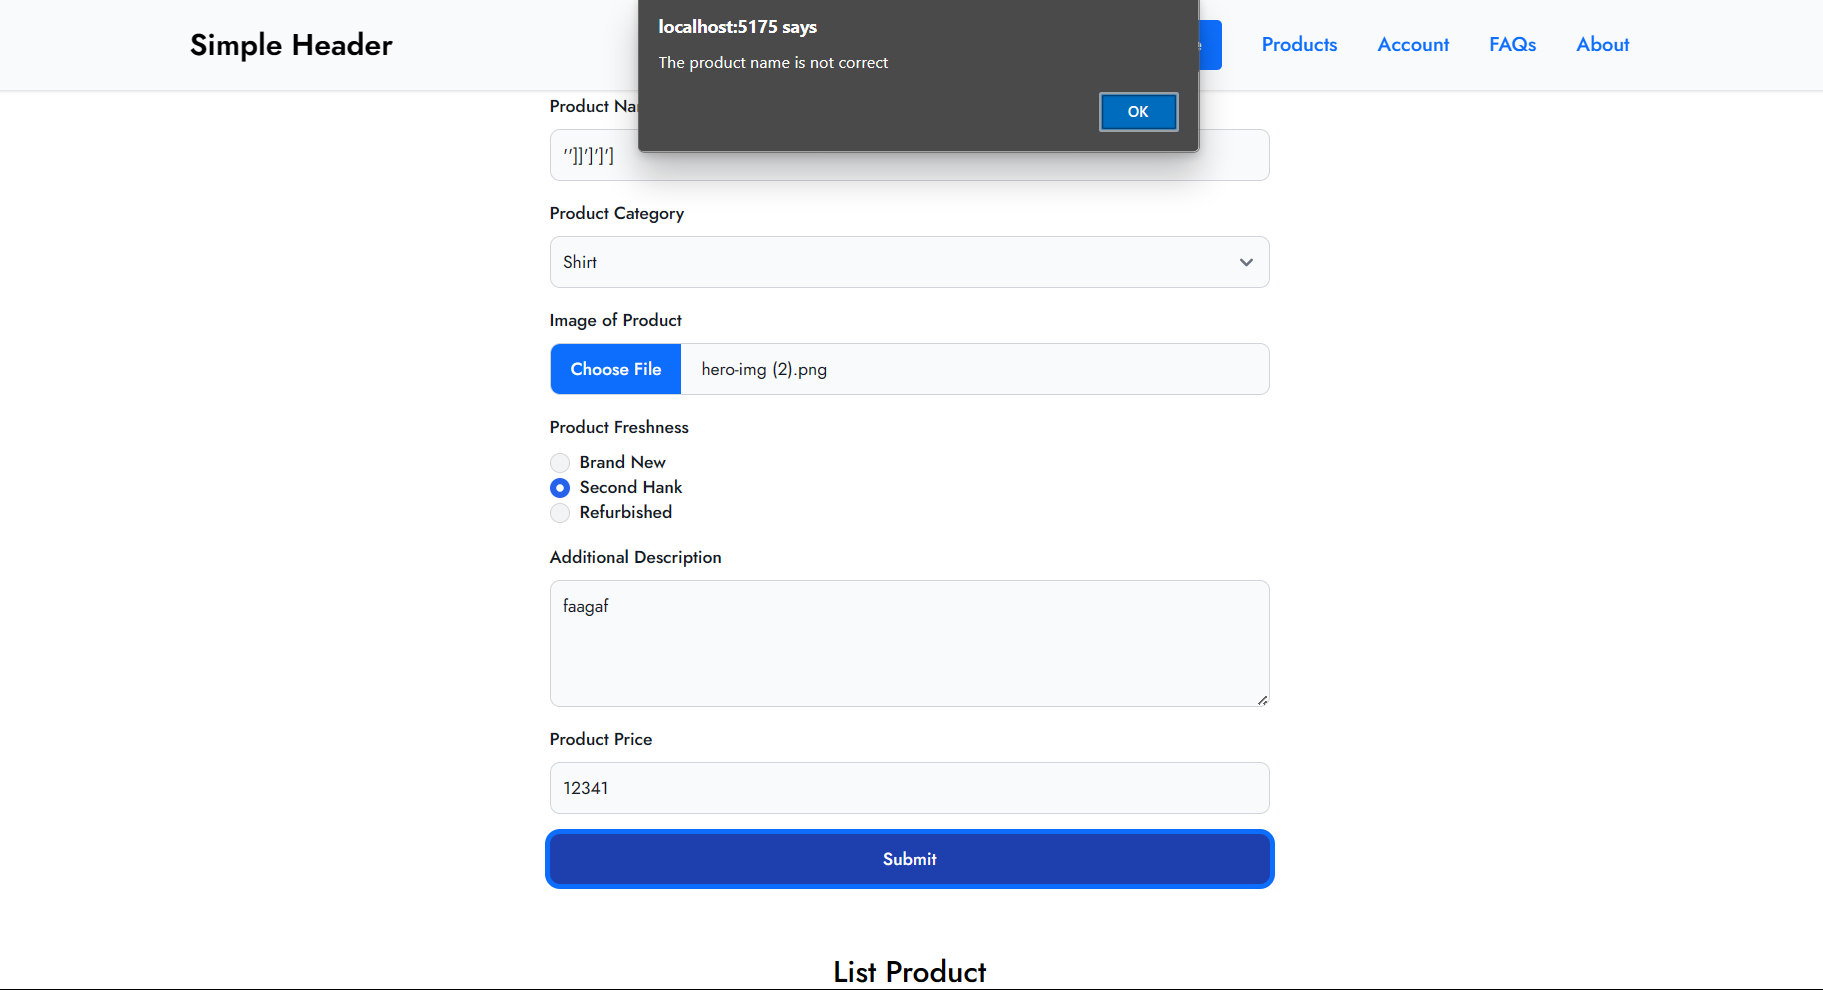 localhost:5175 says
The product name is not correct
OK
Simple Header
Products
Account
FAQs
About
Product
'']]']']']
Product Category
Shirt
Image of Product
Choose File
hero-img (2).png
Product Freshness
Brand New
Second Hank
Refurbished
Additional Description
faagaf
Product Price
12341
Submit
List Product